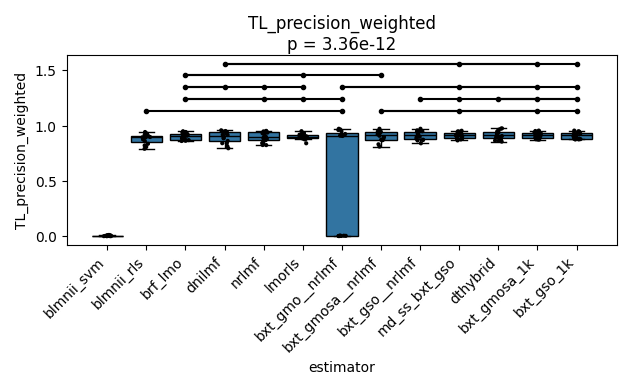 TL_precision_weighted
p = 3.36e-12
TL_precision_weighted
1.5
1.0
0.5
0.0
blmnii_svm
blmnii_rls
brf_lmo
dnilmf
nrlmf
lmorls
bxt_gmo__nrlmf
bxt_gmosa__nrlmf
bxt_gso__nrlmf
md_ss_bxt_gso
dthybrid
bxt_gmosa_1k
bxt_gso_1k
estimator